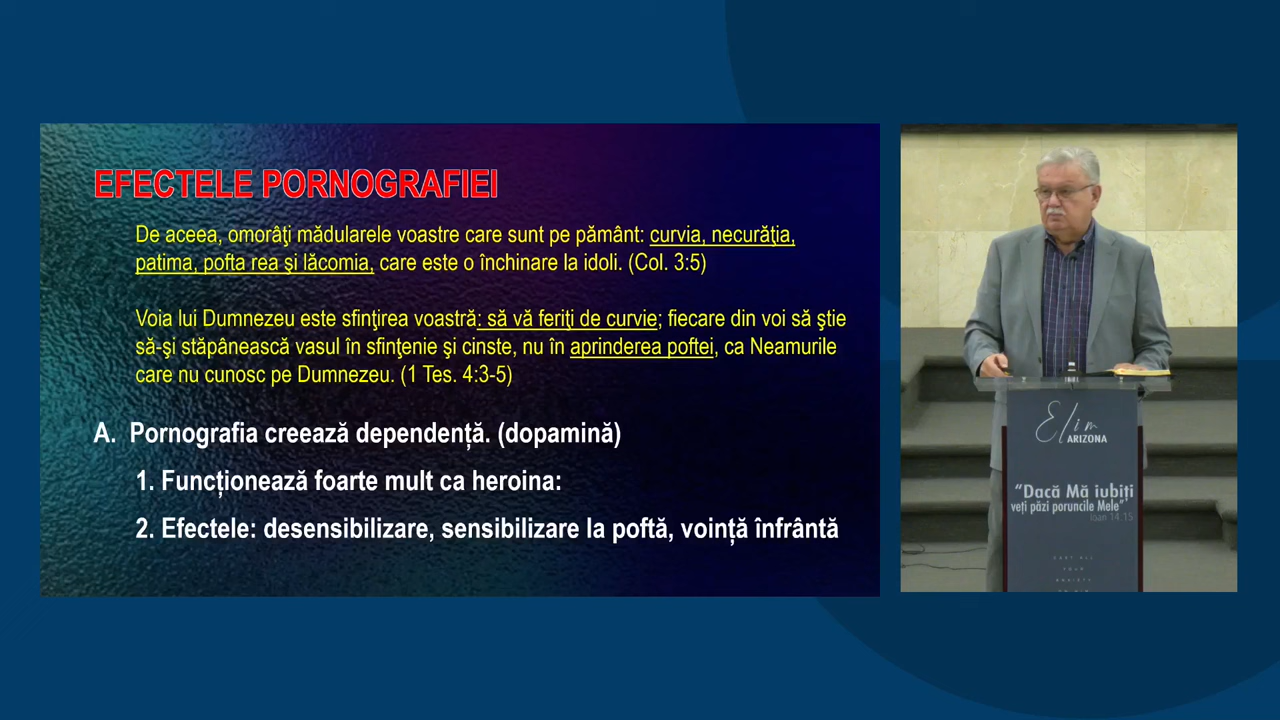 EFECTELE PORNOGRAFIEI
De aceea, omorâţi mădularele voastre care sunt pe pământ: curvia, necurăţia,
patima, pofta rea şi lăcomia, care este o închinare la idoli. (Col. 3:5)
Voia lui Dumnezeu este sfinţirea voastră: să vă feriţi de curvie; fiecare din voi să ştie
să-şi stăpânească vasul în sfinţenie şi cinste, nu în aprinderea poftei, ca Neamurile
care nu cunosc pe Dumnezeu. (1 Tes. 4:3-5)
A. Pornografia creează dependență. (dopamină)
1. Funcționează foarte mult ca heroina:
2. Efectele: desensibilizare, sensibilizare la poftă, voință înfrântă
Elim
ARIZONA
“Dacă Mă iubiți
veți păzi poruncile Mele”
Ioan 14:15
CAST ALL
YOUR
ANXIETY